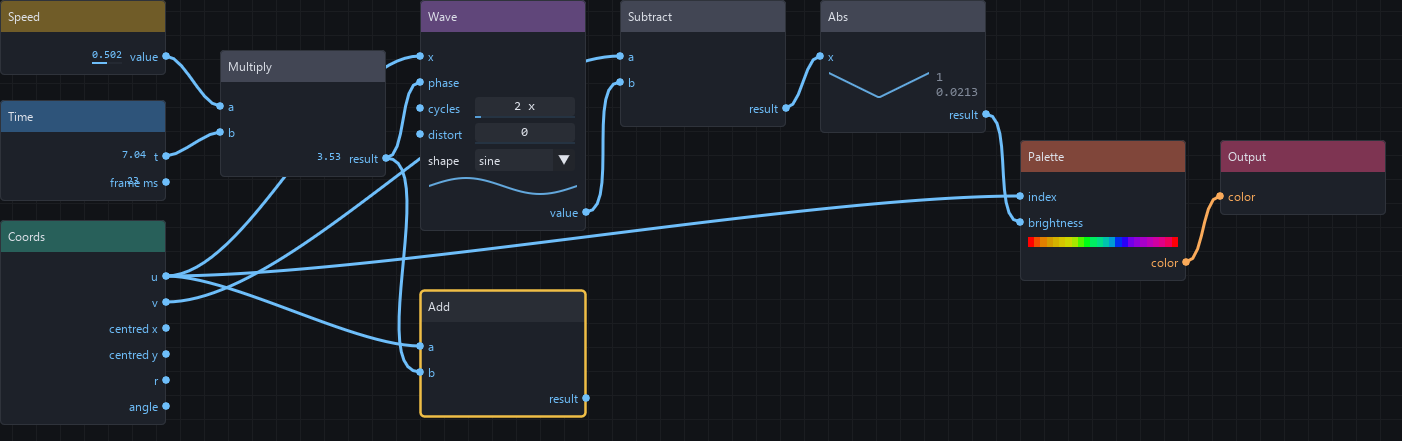 Speed
0.502 value
Time
7.04 t
23 frame ms
Coords
u
v
centred x
centred y
r
angle
Multiply
a
b
3.53 result
Wave
x
phase
cycles 2 x
distort 0
shape sine
value
Add
a
b
result
Subtract
a
b
result
Abs
x
1
0.0213
result
Palette
index
brightness
color
Output
color